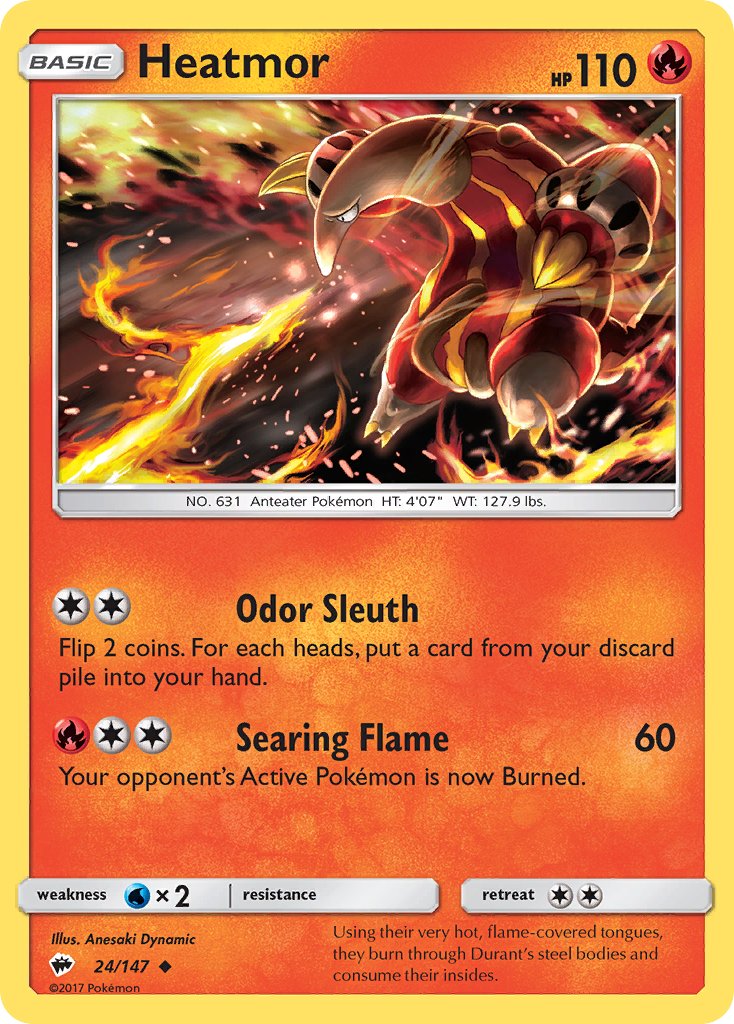 BASIC Heatmor HP 110
NO. 631 Anteater Pokémon HT: 4'07" WT: 127.9 lbs.
Odor Sleuth
Flip 2 coins. For each heads, put a card from your discard
pile into your hand.
Searing Flame 60
Your opponent's Active Pokémon is now Burned.
weakness × 2 resistance retreat
Illus. Anesaki Dynamic
24/147
©2017 Pokémon
Using their very hot, flame-covered tongues,
they burn through Durant's steel bodies and
consume their insides.